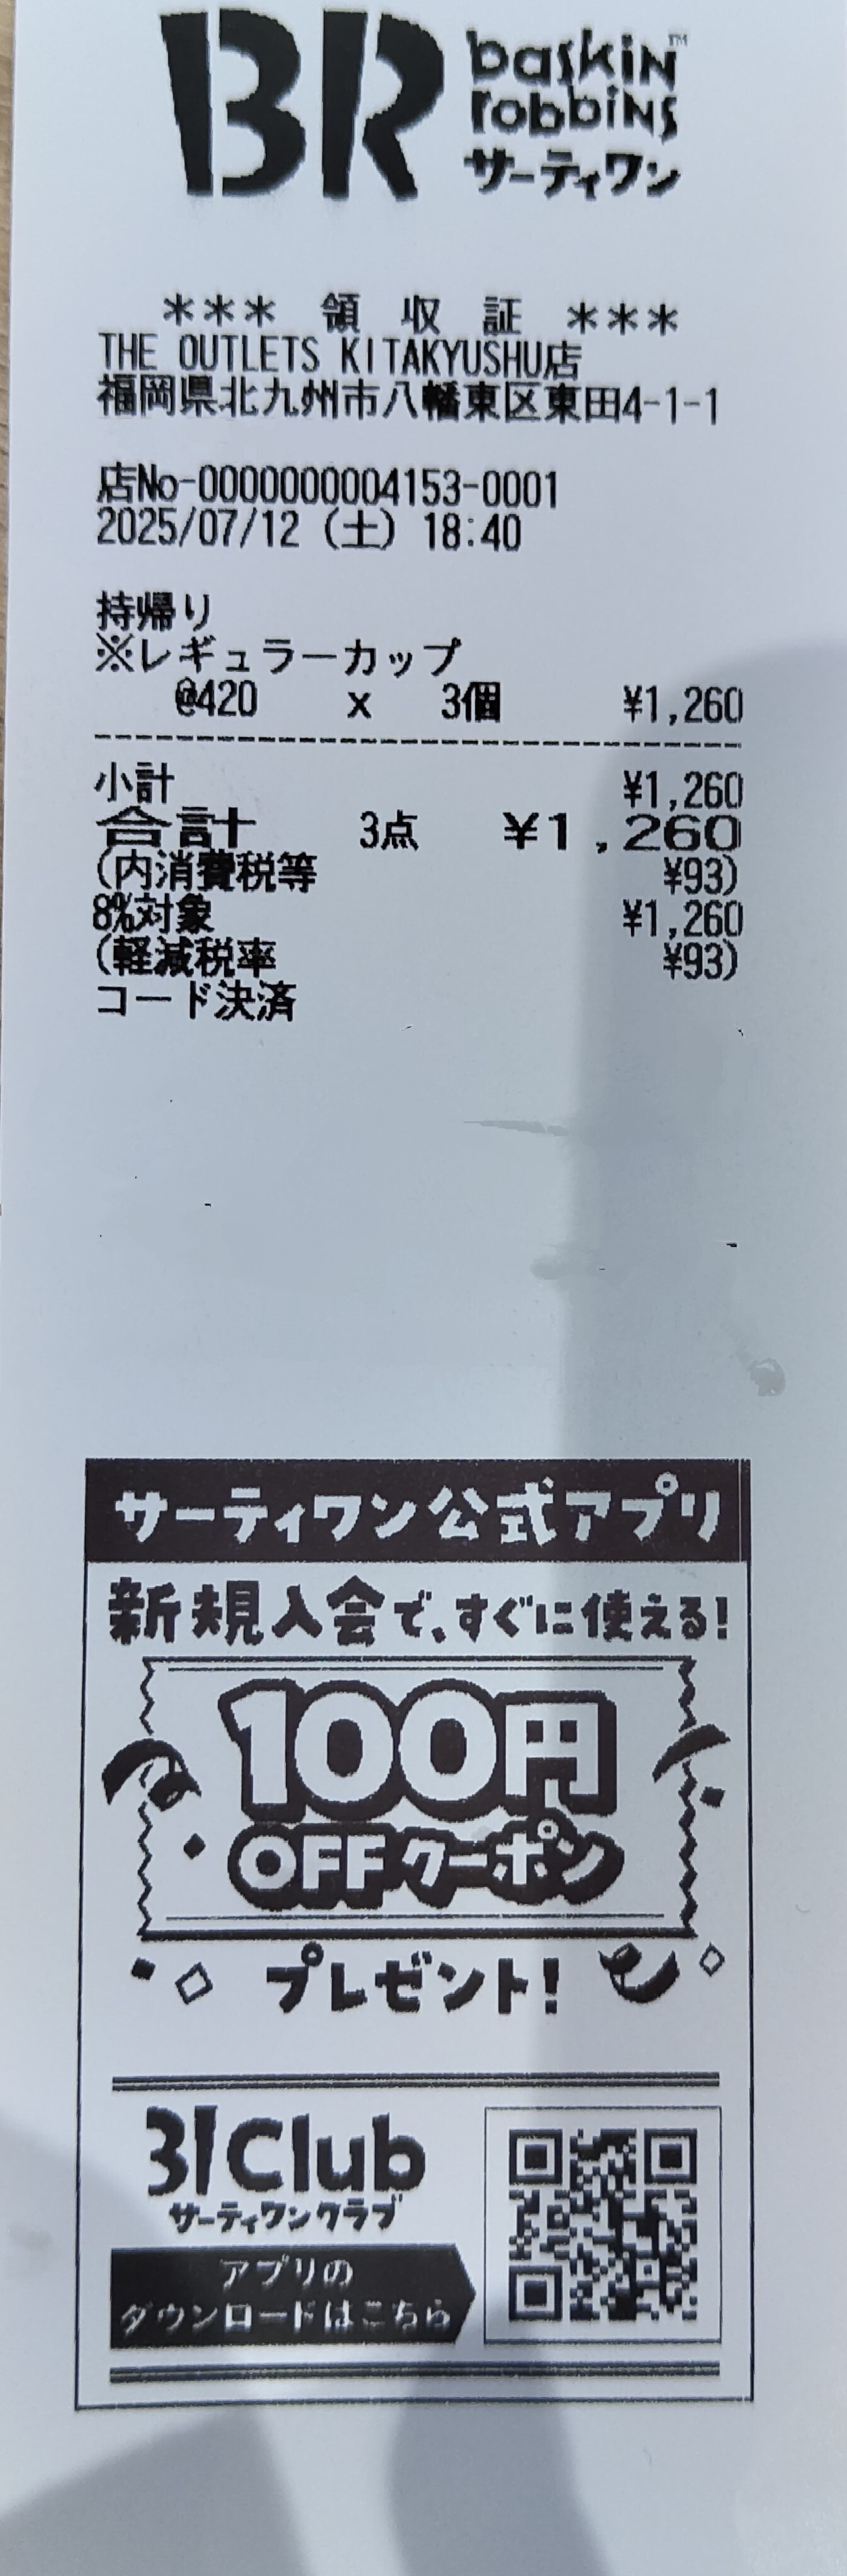 BR baskin robbins™ サーティワン
*** 領 収 証 ***
THE OUTLETS KITAKYUSHU店
福岡県北九州市八幡東区東田4-1-1
店No-0000000004153-0001
2025/07/12 (土) 18:40
持帰り
※レギュラーカップ
@420 x 3個 ¥1,260
小計 ¥1,260
合計 3点 ¥1,260
(内消費税等 ¥93)
8%対象 ¥1,260
(軽減税率 ¥93)
コード決済
サーティワン公式アプリ
新規入会で、すぐに使える!
100円
OFFクーポン
プレゼント!
31Club
サーティワンクラブ
アプリの
ダウンロードはこちら